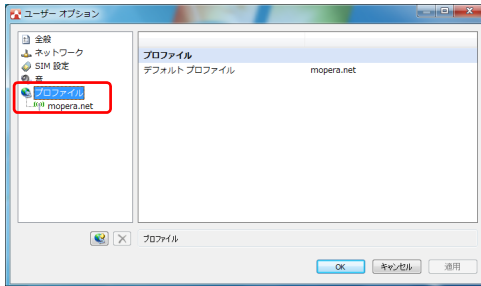 ユーザー オプション
全般
ネットワーク
SIM 設定
音
プロファイル
mopera.net
プロファイル
デフォルト プロファイル mopera.net
プロファイル
OK キャンセル 適用